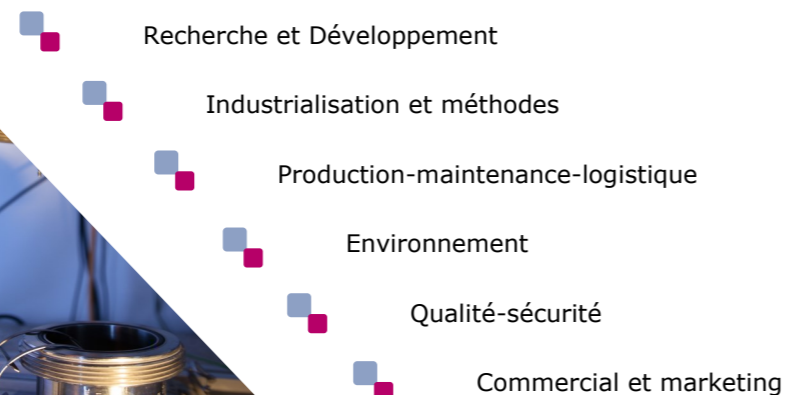 Recherche et Développement
Industrialisation et méthodes
Production-maintenance-logistique
Environnement
Qualité-sécurité
Commercial et marketing